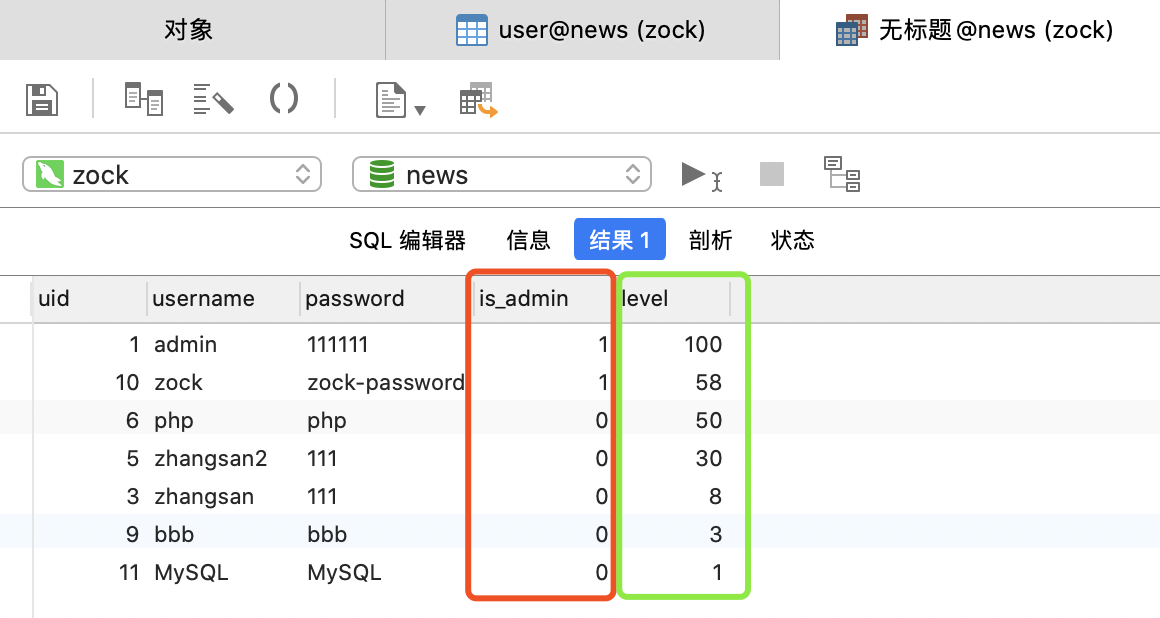 对象 user@news (zock) 无标题@news (zock)
zock news
SQL 编辑器 信息 结果 1 剖析 状态
uid username password is_admin level
1 admin 111111 1 100
10 zock zock-password 1 58
6 php php 0 50
5 zhangsan2 111 0 30
3 zhangsan 111 0 8
9 bbb bbb 0 3
11 MySQL MySQL 0 1